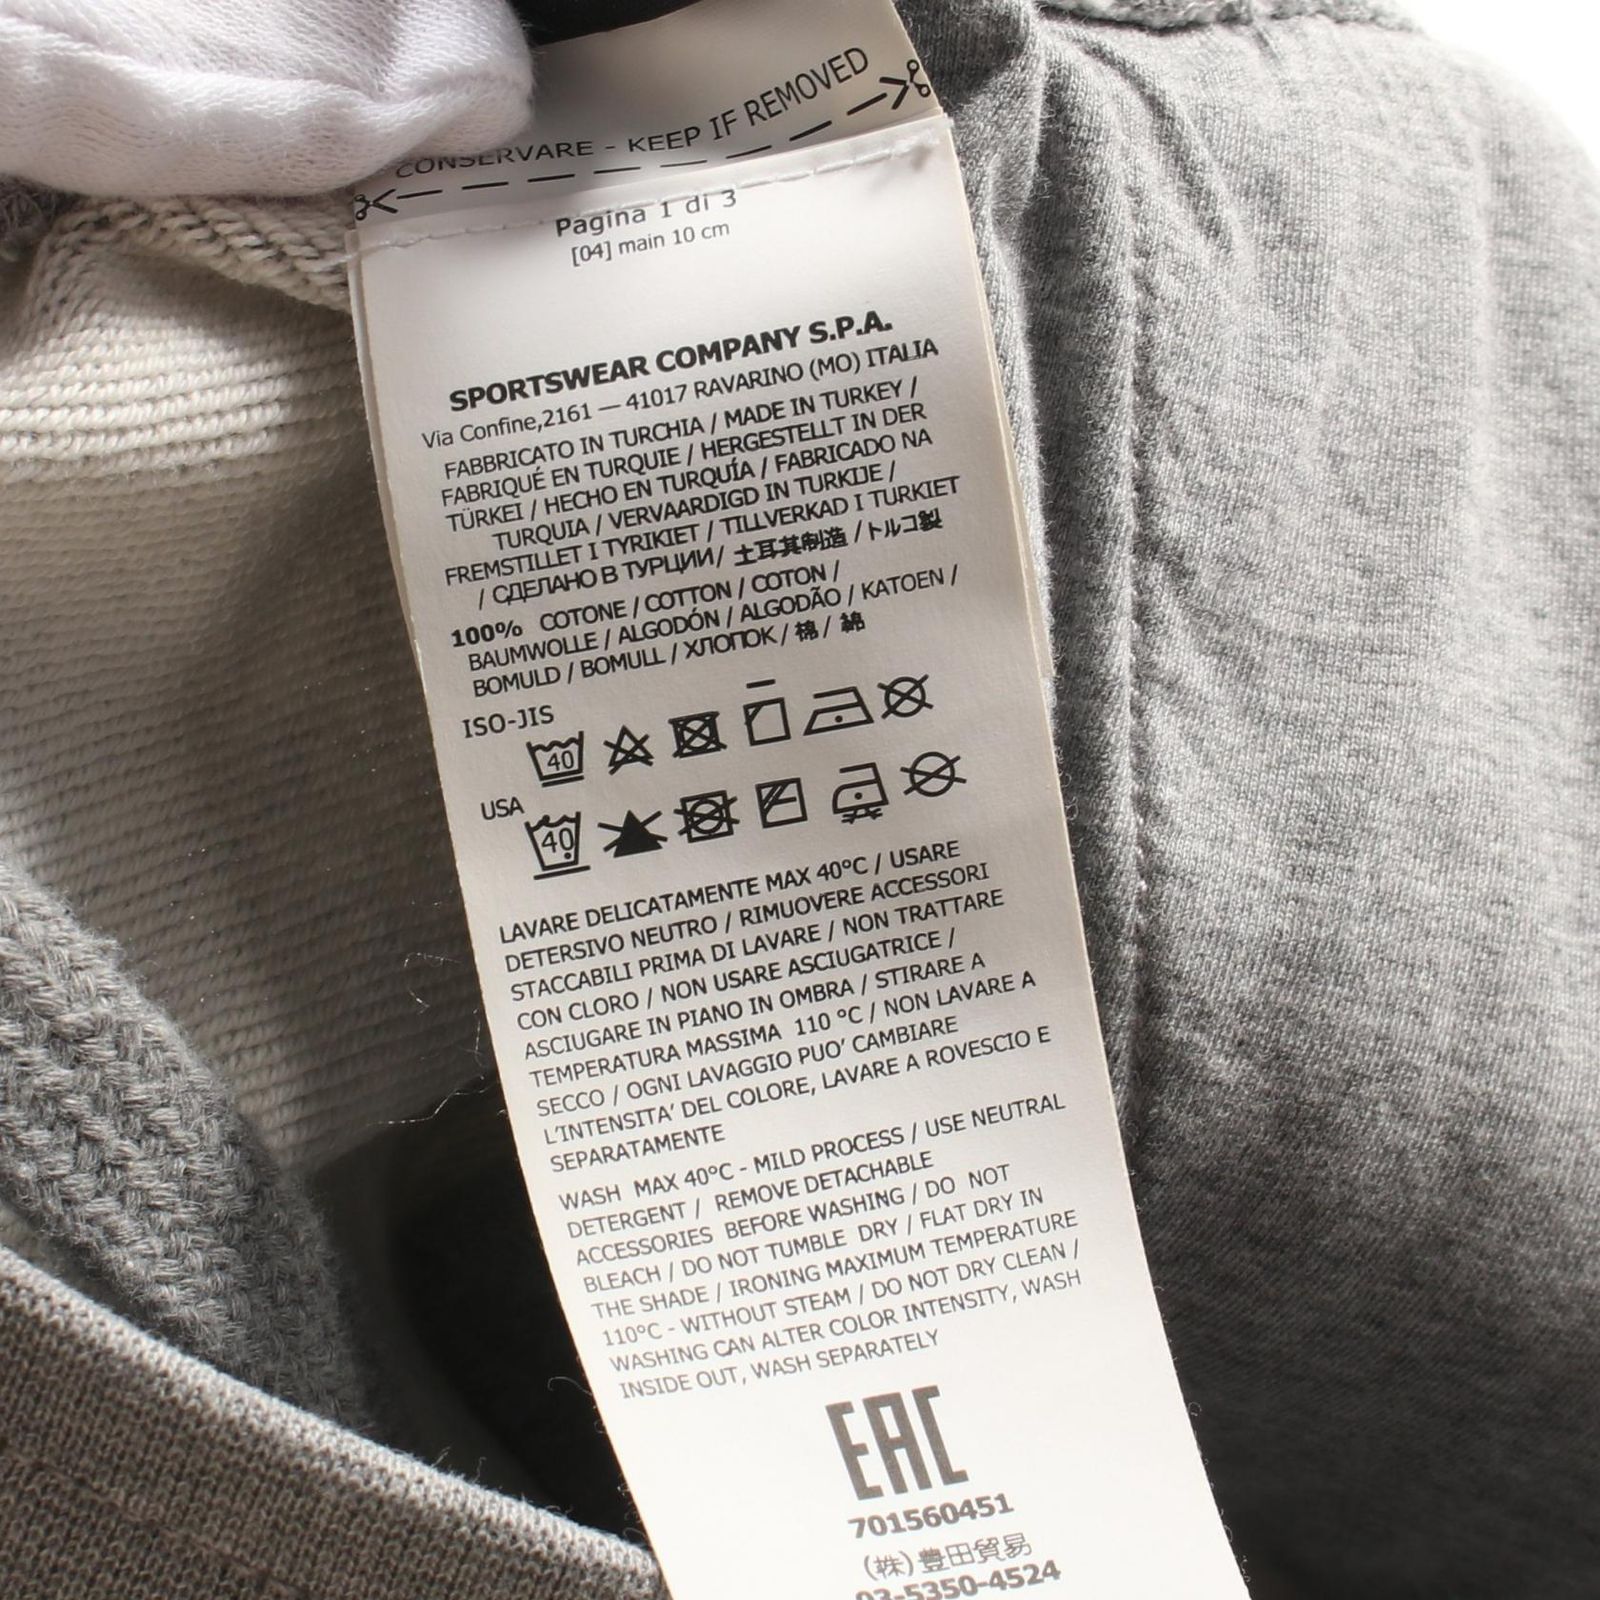 CONSERVARE - KEEP IF REMOVED
Pagina 1 di 3
[04] main 10 cm
SPORTSWEAR COMPANY S.P.A.
Via Confine,2161 — 41017 RAVARINO (MO) ITALIA
FABBRICATO IN TURCHIA / MADE IN TURKEY /
FABRIQUÉ EN TURQUIE / HERGESTELLT IN DER
TÜRKEI / HECHO EN TURQUÍA / FABRICADO NA
TURQUIA / VERVAARDIGD IN TURKIJE /
FREMSTILLET I TYRKIET / TILLVERKAD I TURKIET
/ СДЕЛАНО В ТУРЦИИ/ 土耳其制造 /トルコ製
100% COTONE / COTTON / COTON /
BAUMWOLLE / ALGODÓN / ALGODÃO / KATOEN /
BOMULD / BOMULL / ХЛОПОК / 棉 / 綿
ISO-JIS
40
USA
40
LAVARE DELICATAMENTE MAX 40°C / USARE
DETERSIVO NEUTRO / RIMUOVERE ACCESSORI
STACCABILI PRIMA DI LAVARE / NON TRATTARE
CON CLORO / NON USARE ASCIUGATRICE /
ASCIUGARE IN PIANO IN OMBRA / STIRARE A
TEMPERATURA MASSIMA 110 °C / NON LAVARE A
SECCO / OGNI LAVAGGIO PUO' CAMBIARE
L'INTENSITA' DEL COLORE, LAVARE A ROVESCIO E
SEPARATAMENTE
WASH MAX 40°C - MILD PROCESS / USE NEUTRAL
DETERGENT / REMOVE DETACHABLE
ACCESSORIES BEFORE WASHING / DO NOT
BLEACH / DO NOT TUMBLE DRY / FLAT DRY IN
THE SHADE / IRONING MAXIMUM TEMPERATURE
110°C - WITHOUT STEAM / DO NOT DRY CLEAN /
WASHING CAN ALTER COLOR INTENSITY, WASH
INSIDE OUT, WASH SEPARATELY
EAC
701560451
(株) 豊田貿易
03-5350-4524